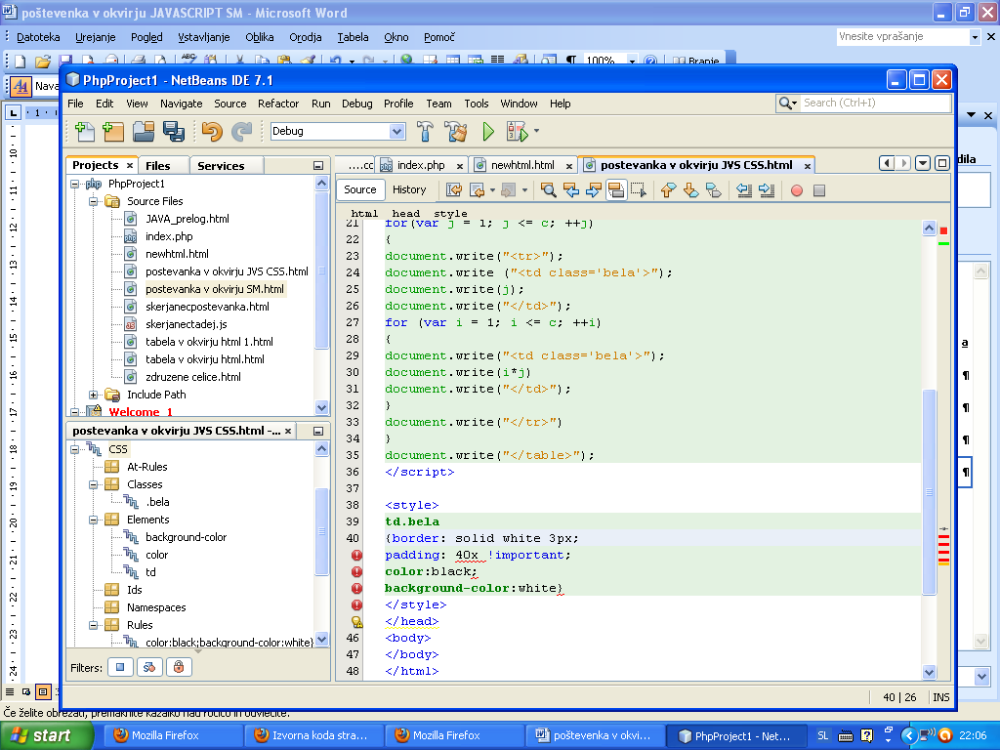 poštevenka v okvirju JAVASCRIPT SM - Microsoft Word
Datoteka Urejanje Pogled Vstavljanje Oblika Orodja Tabela Okno Pomoč
Vnesite vprašanje
100%
Branje
PhpProject1 - NetBeans IDE 7.1
Nava
File Edit View Navigate Source Refactor Run Debug Profile Team Tools Window Help
Search (Ctrl+I)
Debug
Projects × Files Services
....cc index.php × newhtml.html × postevanka v okvirju JVS CSS.html ×
dila
PhpProject1
Source Files
JAVA_prelog.html
index.php
newhtml.html
postevanka v okvirju JVS CSS.html
postevanka v okvirju SM.html
skerjanecpostevanka.html
skerjanectadej.js
tabela v okvirju html 1.html
tabela v okvirju html.html
zdruzene celice.html
Include Path
Welcome_1
postevanka v okvirju JVS CSS.html -... ×
CSS
At-Rules
Classes
.bela
Elements
background-color
color
td
Ids
Namespaces
Rules
color:black;background-color:white}
Filters:
Source History
html head style
21 for(var j = 1; j <= c; ++j)
22 {
23 document.write("<tr>");
24 document.write ("<td class='bela'>");
25 document.write(j);
26 document.write("</td>");
27 for (var i = 1; i <= c; ++i)
28 {
29 document.write("<td class='bela'>");
30 document.write(i*j)
31 document.write("</td>");
32 }
33 document.write("</tr>")
34 }
35 document.write("</table>");
36 </script>
37
38 <style>
39 td.bela
40 {border: solid white 3px;
padding: 40x !important;
color:black;
background-color:white}
</style>
</head>
46 <body>
47 </body>
48 </html>
40 | 26 INS
a
¶
¶
¶
¶
Če želite obrezati, premaknite kazalko nad ročico in odvlecite.
start Mozilla Firefox Izvorna koda stra... Mozilla Firefox poštevenka v okvi... PhpProject1 - Net... SL 22:06